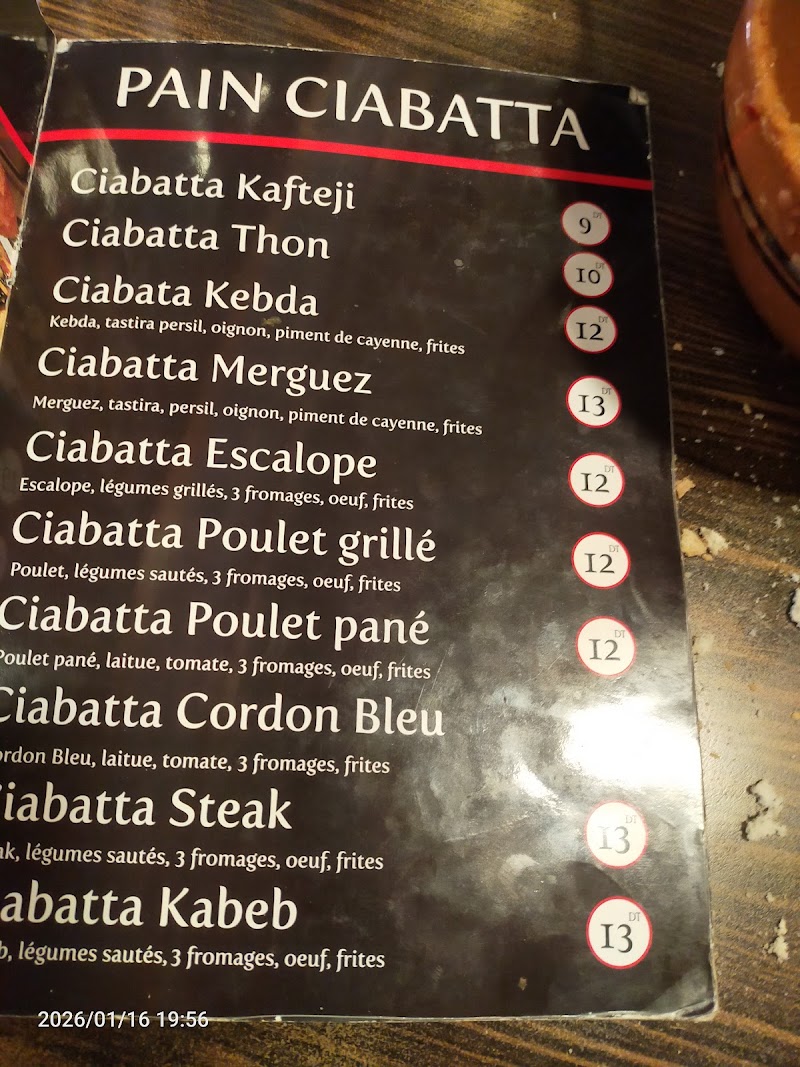 PAIN CIABATTA
Ciabatta Kafteji
9 DT
Ciabatta Thon
10 DT
Ciabata Kebda
12 DT
Kebda, tastira persil, oignon, piment de cayenne, frites
Ciabatta Merguez
13 DT
Merguez, tastira, persil, oignon, piment de cayenne, frites
Ciabatta Escalope
12 DT
Escalope, légumes grillés, 3 fromages, oeuf, frites
Ciabatta Poulet grillé
12 DT
Poulet, légumes sautés, 3 fromages, oeuf, frites
Ciabatta Poulet pané
12 DT
Poulet pané, laitue, tomate, 3 fromages, oeuf, frites
Ciabatta Cordon Bleu
ordon Bleu, laitue, tomate, 3 fromages, frites
iabatta Steak
13 DT
ak, légumes sautés, 3 fromages, oeuf, frites
abatta Kabeb
13 DT
b, légumes sautés, 3 fromages, oeuf, frites
2026/01/16 19:56